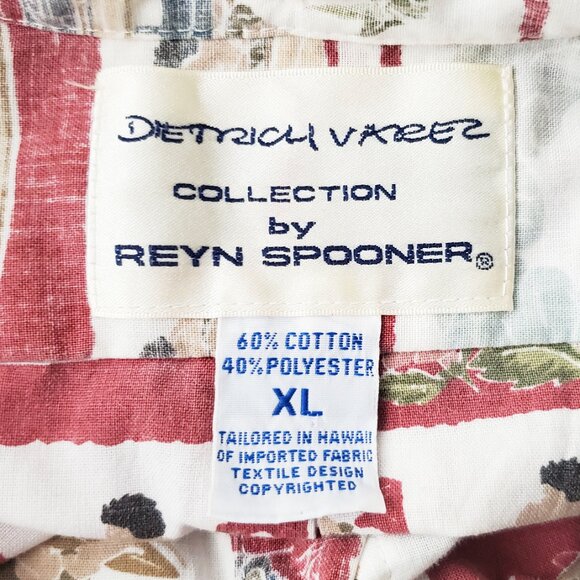 DIETRICH VAREZ
COLLECTION
by
REYN SPOONER®
60% COTTON
40% POLYESTER
XL
TAILORED IN HAWAII
OF IMPORTED FABRIC
TEXTILE DESIGN
COPYRIGHTED